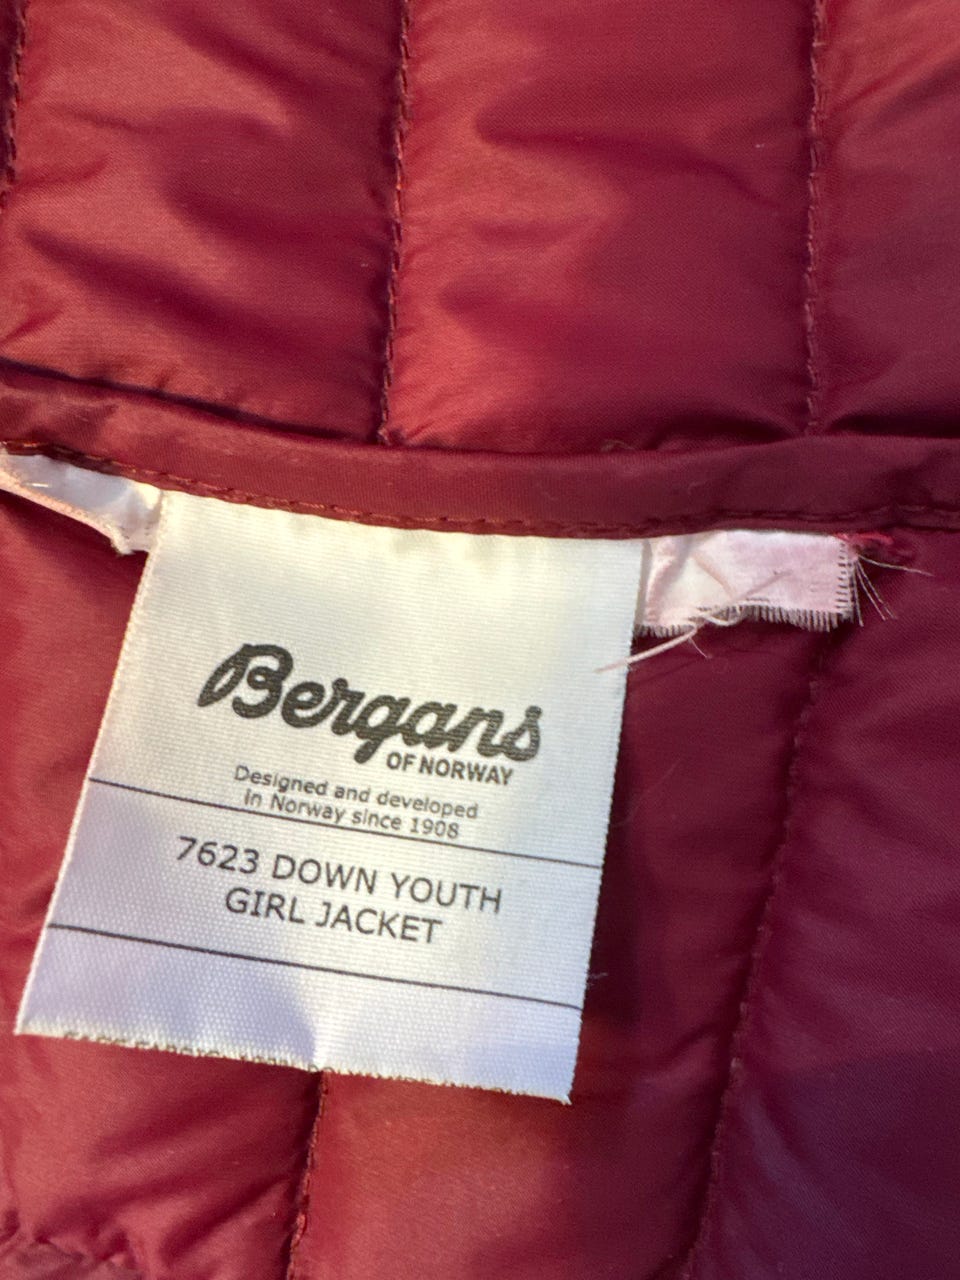 Bergans
OF NORWAY
Designed and developed
in Norway since 1908
7623 DOWN YOUTH
GIRL JACKET